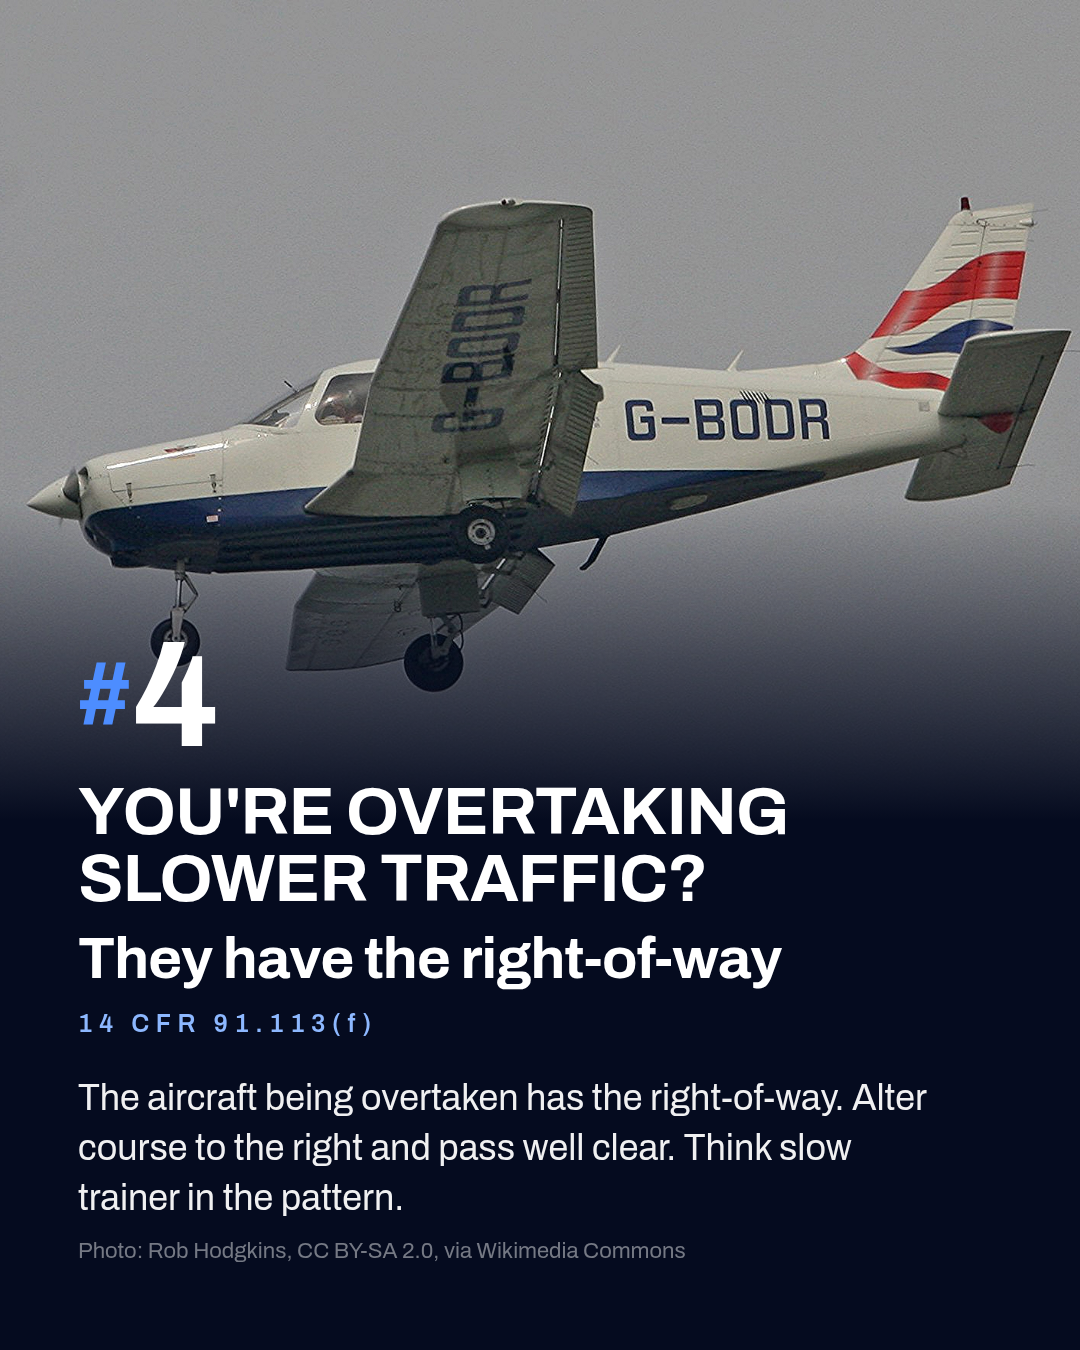 G-BODR
G-BODR
#4
YOU'RE OVERTAKING
SLOWER TRAFFIC?
They have the right-of-way
14 CFR 91.113(f)
The aircraft being overtaken has the right-of-way. Alter
course to the right and pass well clear. Think slow
trainer in the pattern.
Photo: Rob Hodgkins, CC BY-SA 2.0, via Wikimedia Commons